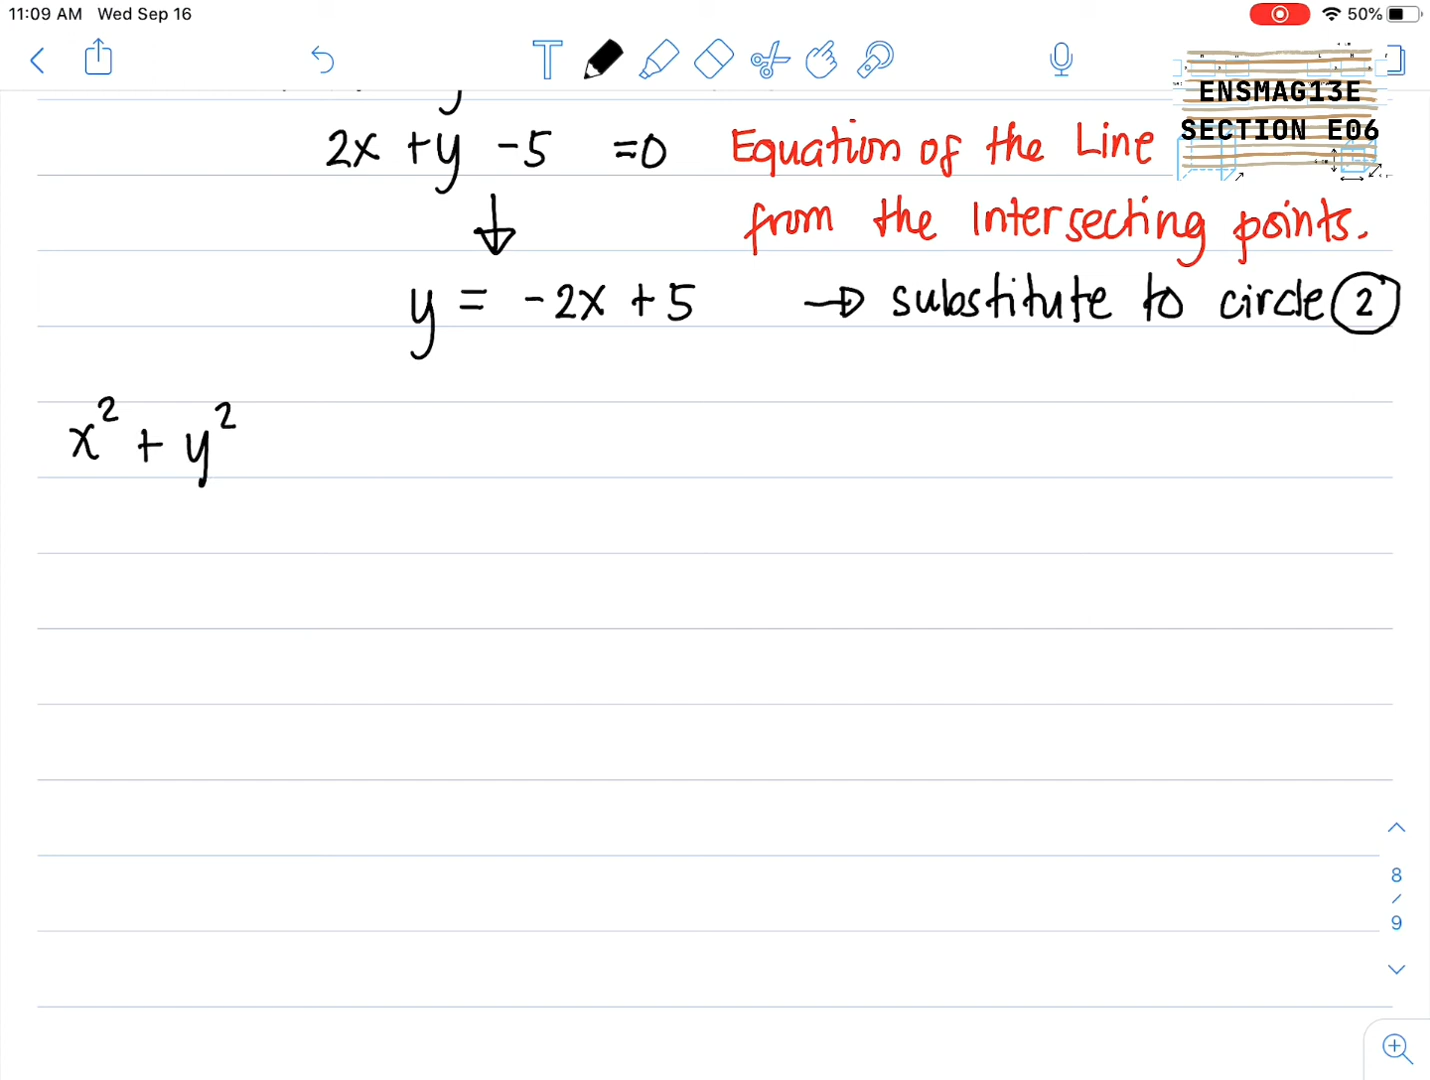 11:09 AM Wed Sep 16
50%
ENSMAG13E
SECTION E06
2x + y - 5 = 0 Equation of the Line
from the Intersecting points.
y = -2x + 5 → substitute to circle ②
x² + y²
8
/
9